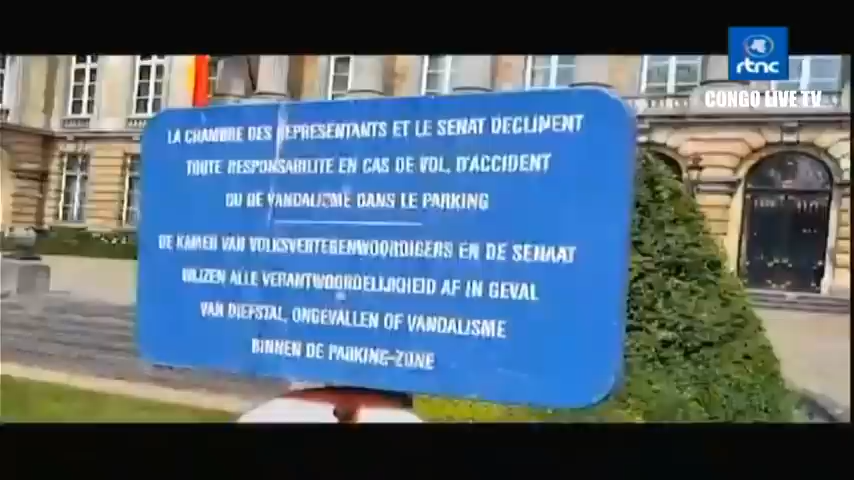 rtnc
CONGO LIVE TV
LA CHAMBRE DES REPRESENTANTS ET LE SENAT DECLINENT
TOUTE RESPONSABILITE EN CAS DE VOL, D'ACCIDENT
OU DE VANDALISME DANS LE PARKING
DE KAMER VAN VOLKSVERTEGENWOORDIGERS EN DE SENAAT
WIJZEN ALLE VERANTWOORDELIJKHEID AF IN GEVAL
VAN DIEFSTAL, ONGEVALLEN OF VANDALISME
BINNEN DE PARKING-ZONE